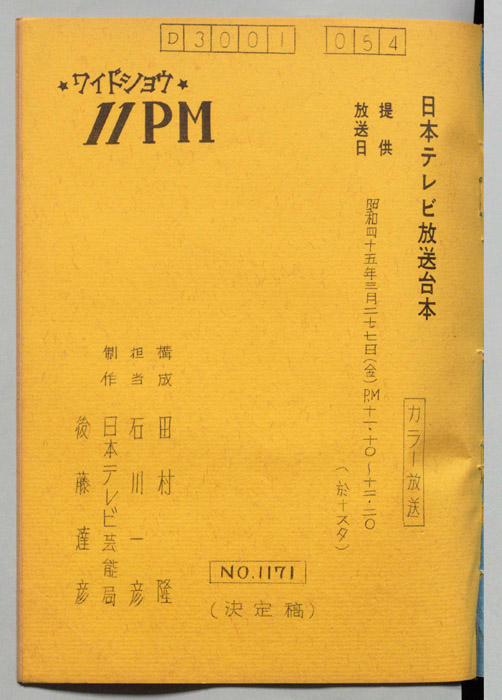 D3001 054
日本テレビ放送台本
カラー放送
提供
放送日 昭和四十五年三月二十七日(金)P.M十一・十〇〜十二・二〇
(於十スタ)
★ワイドショウ★
11PM
構成 田村 隆
担当 石川一彦
制作 日本テレビ芸能局
後藤達彦
NO.1171
(決定稿)